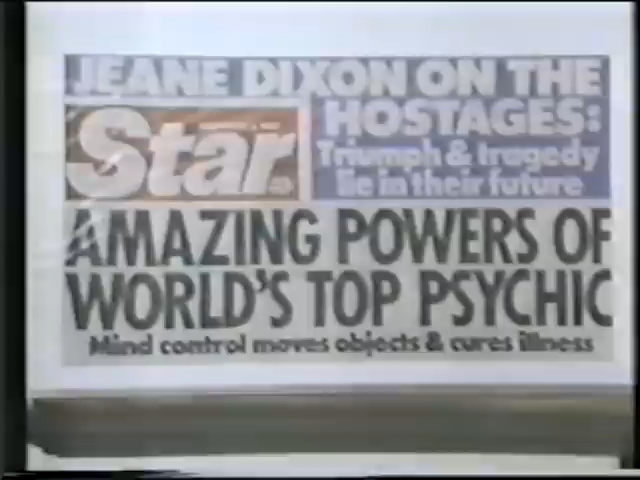 JEANE DIXON ON THE
HOSTAGES:
Star
Triumph & tragedy
lie in their future
AMAZING POWERS OF
WORLD'S TOP PSYCHIC
Mind control moves objects & cures illness